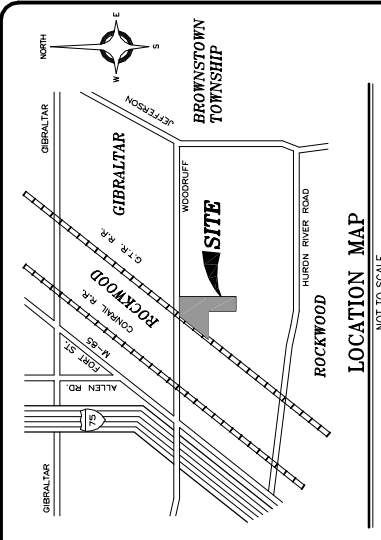 NORTH
E
S
W
GIBRALTAR
GIBRALTAR
JEFFERSON
BROWNSTOWN
TOWNSHIP
GIBRALTAR
WOODRUFF
G.T.R. R.R.
SITE
ROCKWOOD
CONRAIL R.R.
M-85
FORT ST.
ALLEN RD.
75
HURON RIVER ROAD
ROCKWOOD
LOCATION MAP
NOT TO SCALE